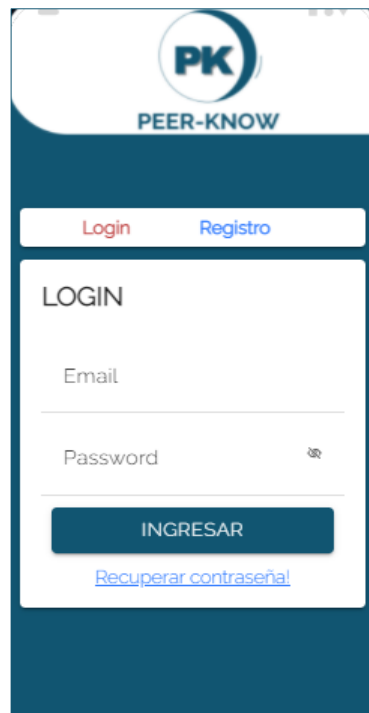 PK
PEER-KNOW
Login Registro
LOGIN
Email
Password
INGRESAR
Recuperar contraseña!